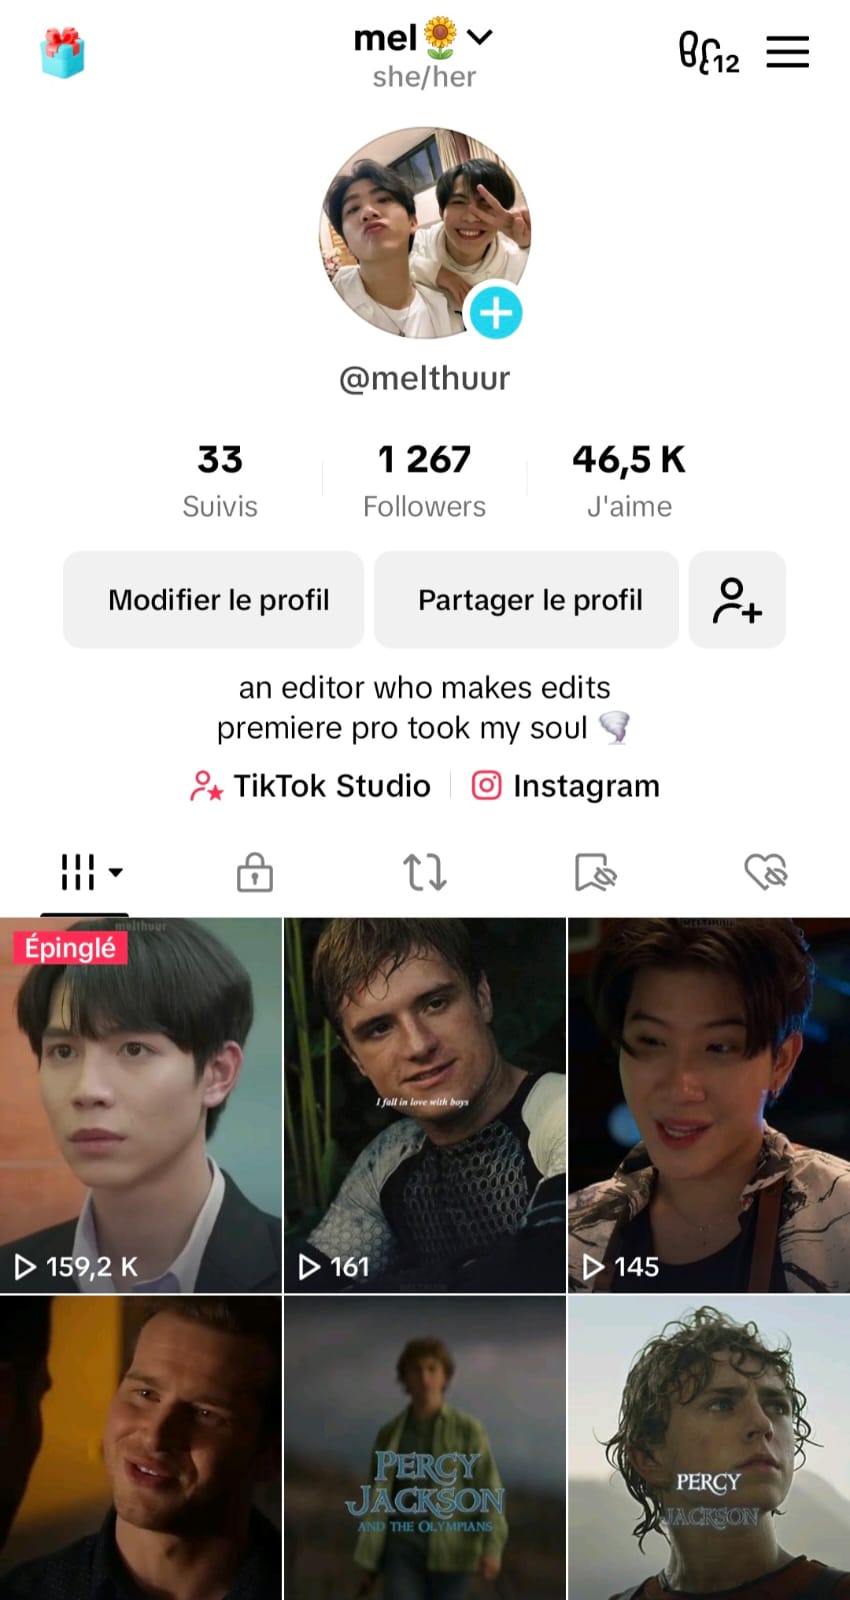 mel🌻
she/her
12
@melthuur
33
1 267
46,5 K
Suivis
Followers
J'aime
Modifier le profil
Partager le profil
an editor who makes edits
premiere pro took my soul 🌪️
TikTok Studio
Instagram
melthuur
Épinglé
I fall in love with boys
159,2 K
161
145
PERCY
JACKSON
AND THE OLYMPIANS
PERCY
JACKSON